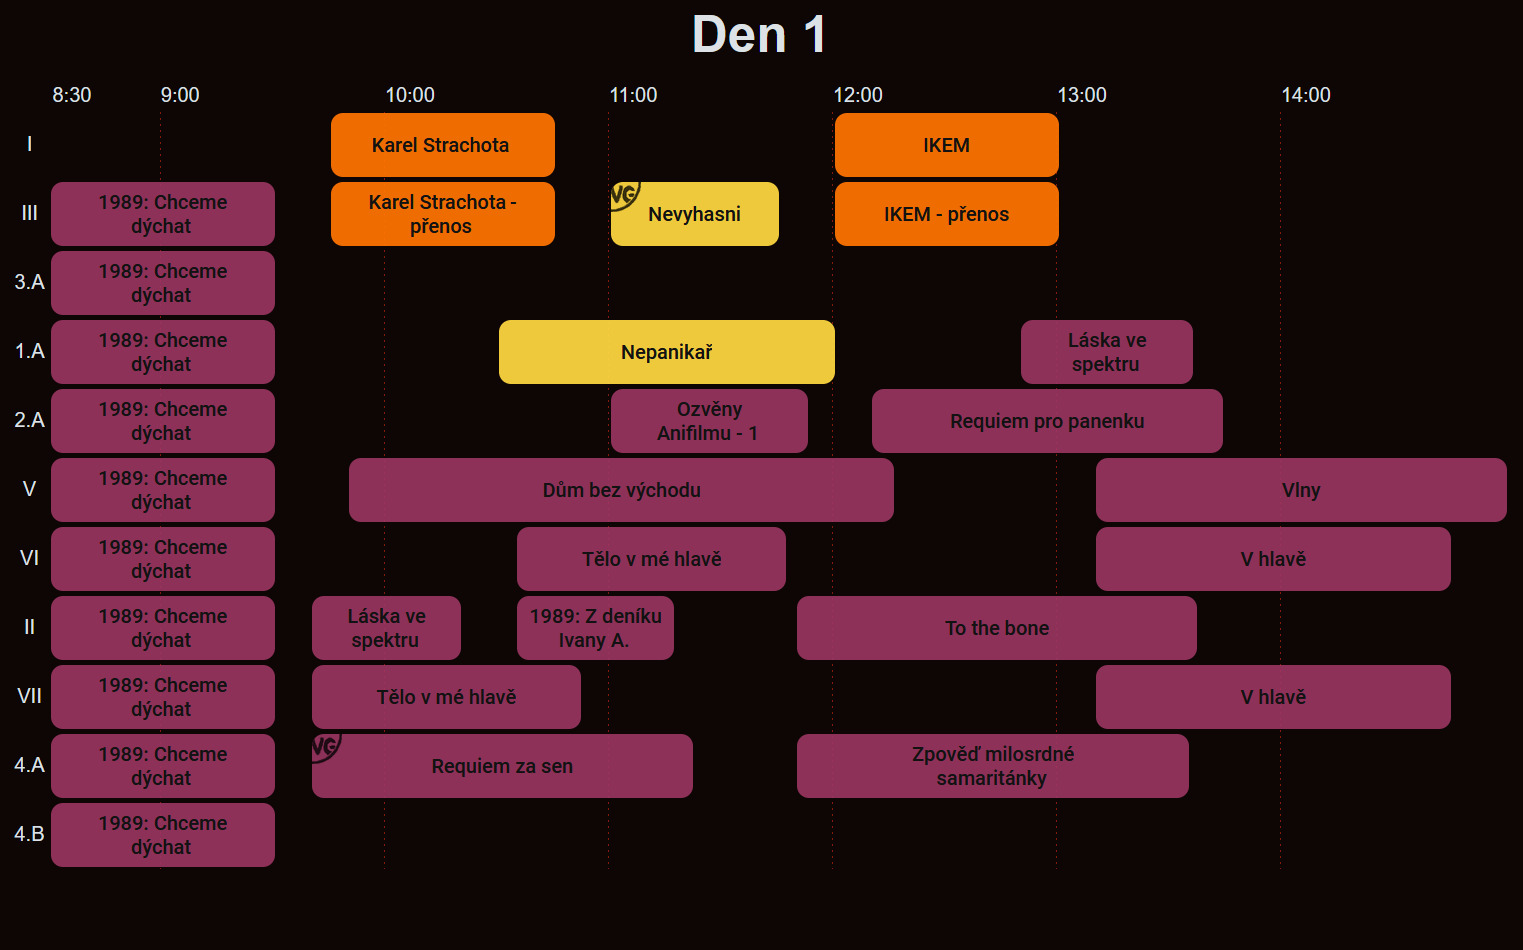 Den 1
8:30 9:00 10:00 11:00 12:00 13:00 14:00
I
Karel Strachota
IKEM
III
1989: Chceme
dýchat
Karel Strachota -
přenos
VG
Nevyhasni
IKEM - přenos
3.A
1989: Chceme
dýchat
1.A
1989: Chceme
dýchat
Nepanikař
Láska ve
spektru
2.A
1989: Chceme
dýchat
Ozvěny
Anifilmu - 1
Requiem pro panenku
V
1989: Chceme
dýchat
Dům bez východu
Vlny
VI
1989: Chceme
dýchat
Tělo v mé hlavě
V hlavě
II
1989: Chceme
dýchat
Láska ve
spektru
1989: Z deníku
Ivany A.
To the bone
VII
1989: Chceme
dýchat
Tělo v mé hlavě
V hlavě
4.A
1989: Chceme
dýchat
VG
Requiem za sen
Zpověď milosrdné
samaritánky
4.B
1989: Chceme
dýchat